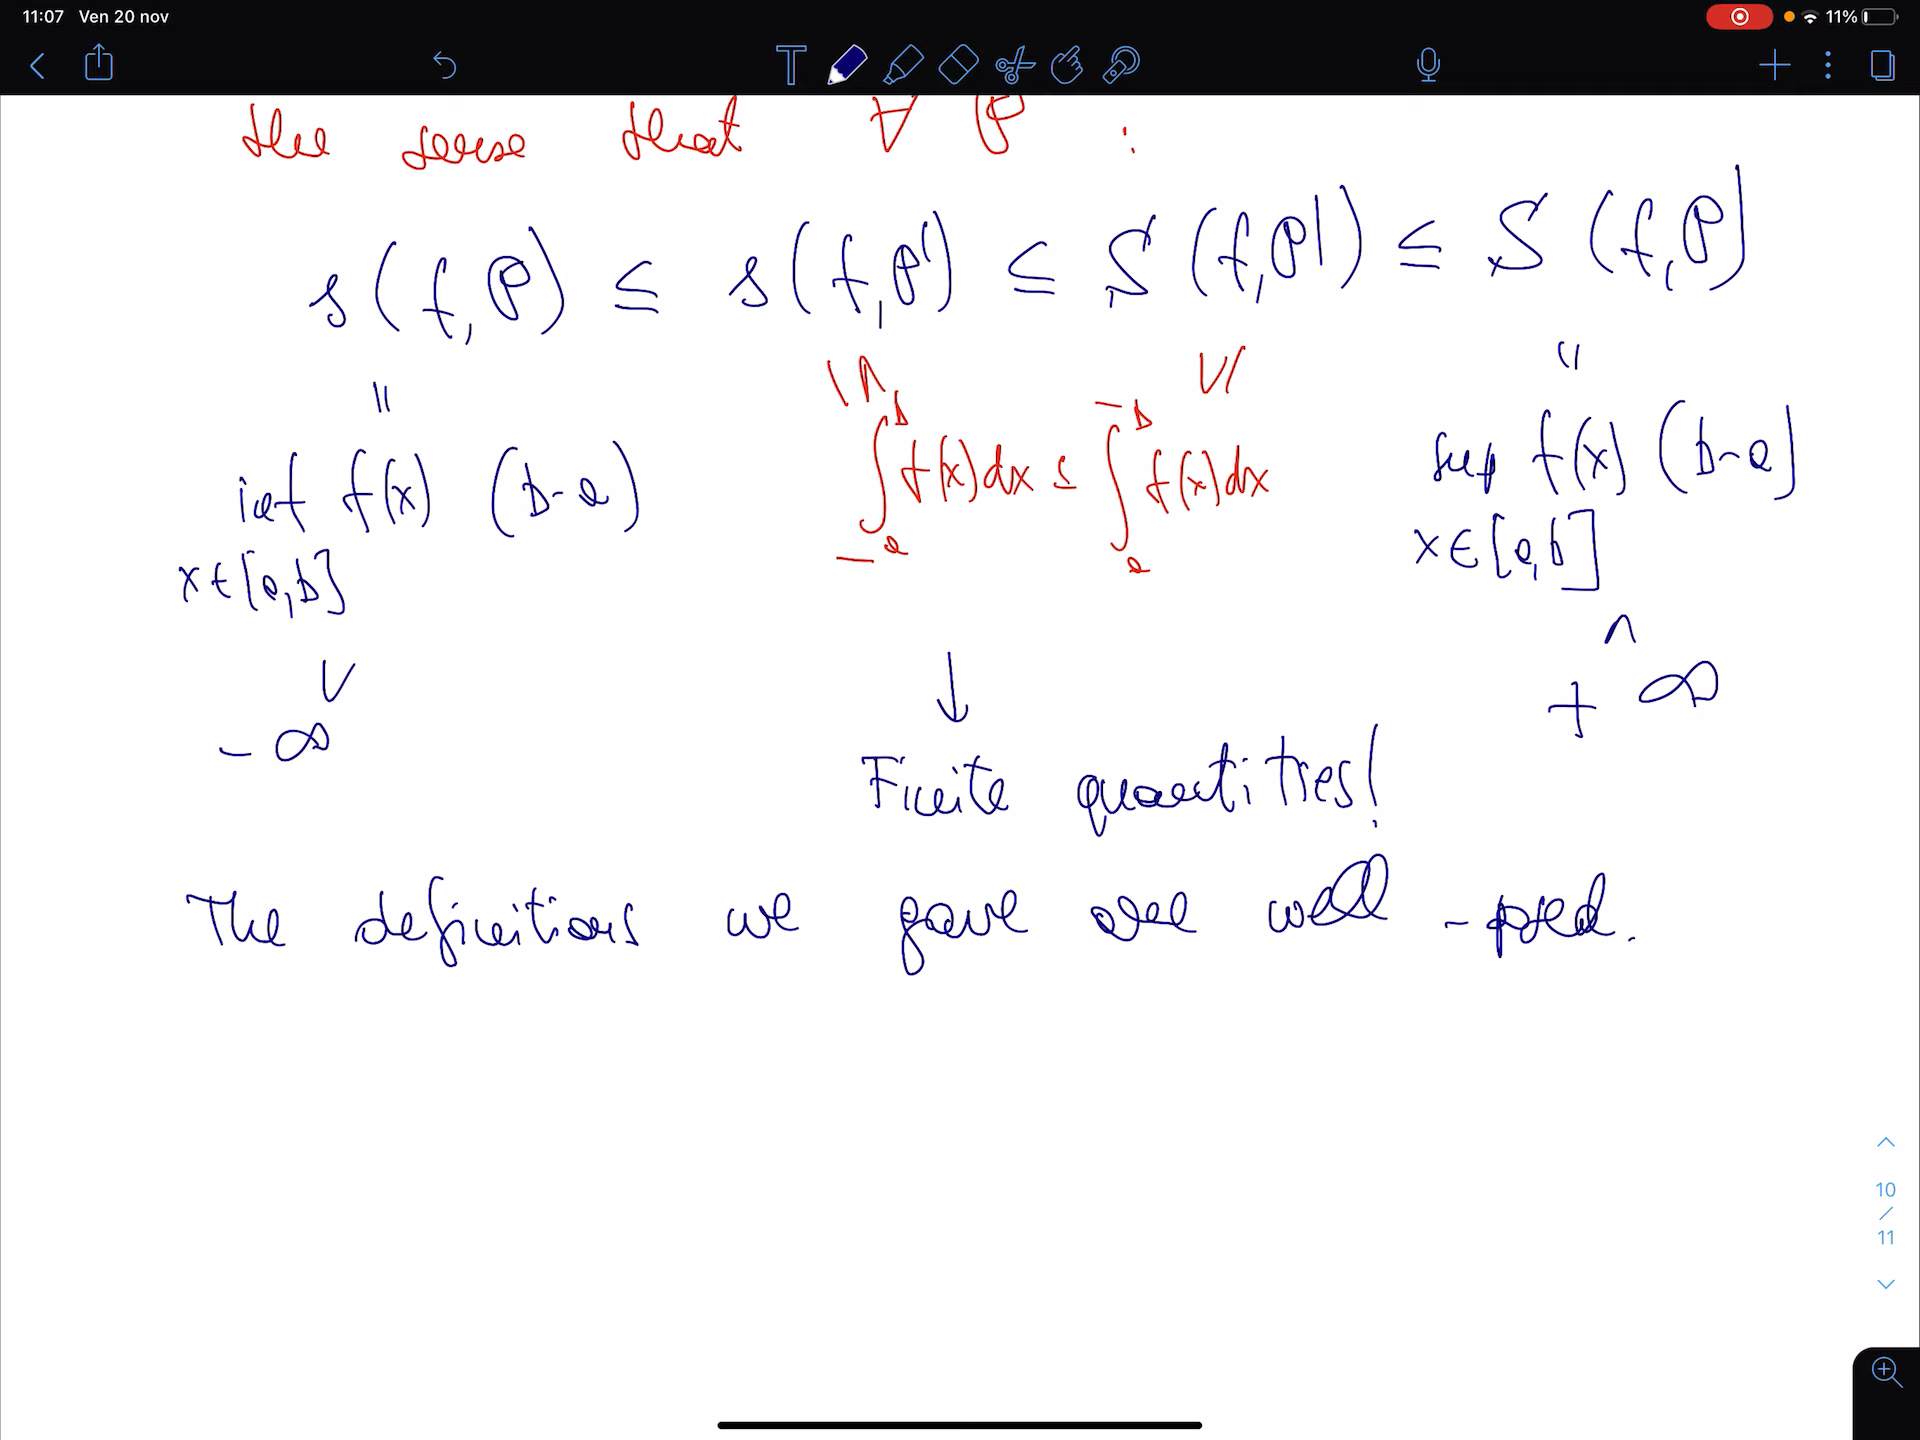 11:07 Ven 20 nov 11%
the sense that ∀ P :
s(f,P) ≤ s(f,P') ≤ S(f,P') ≤ S(f,P)
= ≤ ≥ =
inf f(x) (b-a) ∫_a^b f(x)dx ≤ ∫_a^b f(x)dx sup f(x) (b-a)
x∈[a,b] x∈[a,b]
∨ ↓ ∧
-∞ +∞
Finite quantities!
The definitions we gave are well-posed.
10
/
11